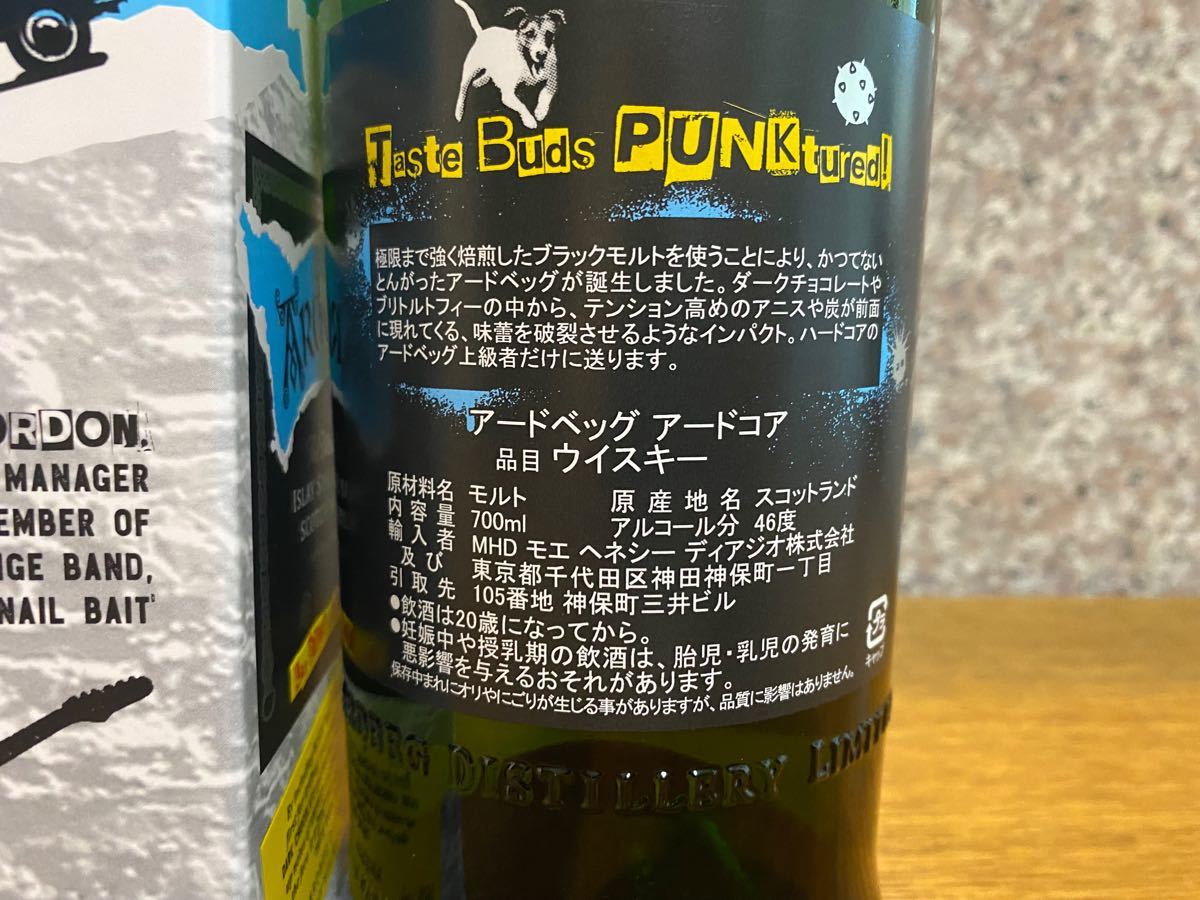 Taste Buds PUNKtured!
極限まで強く焙煎したブラックモルトを使うことにより、かつてない
とんがったアードベッグが誕生しました。ダークチョコレートや
ブリトルトフィーの中から、テンション高めのアニスや炭が前面
に現れてくる、味蕾を破裂させるようなインパクト。ハードコアの
アードベッグ上級者だけに送ります。
アードベッグ アードコア
品目 ウイスキー
原材料名 モルト 原産地名 スコットランド
内容量 700ml アルコール分 46度
輸入者 MHD モエ ヘネシー ディアジオ株式会社
及び 東京都千代田区神田神保町一丁目
引取先 105番地 神保町三井ビル
●飲酒は20歳になってから。
●妊娠中や授乳期の飲酒は、胎児・乳児の発育に
悪影響を与えるおそれがあります。
保存中まれにオリやにごりが生じる事がありますが、品質に影響はありません。
キャップ
DISTILLERY LIMITED
MANAGER
MEMBER OF
BAND,
SNAIL BAIT